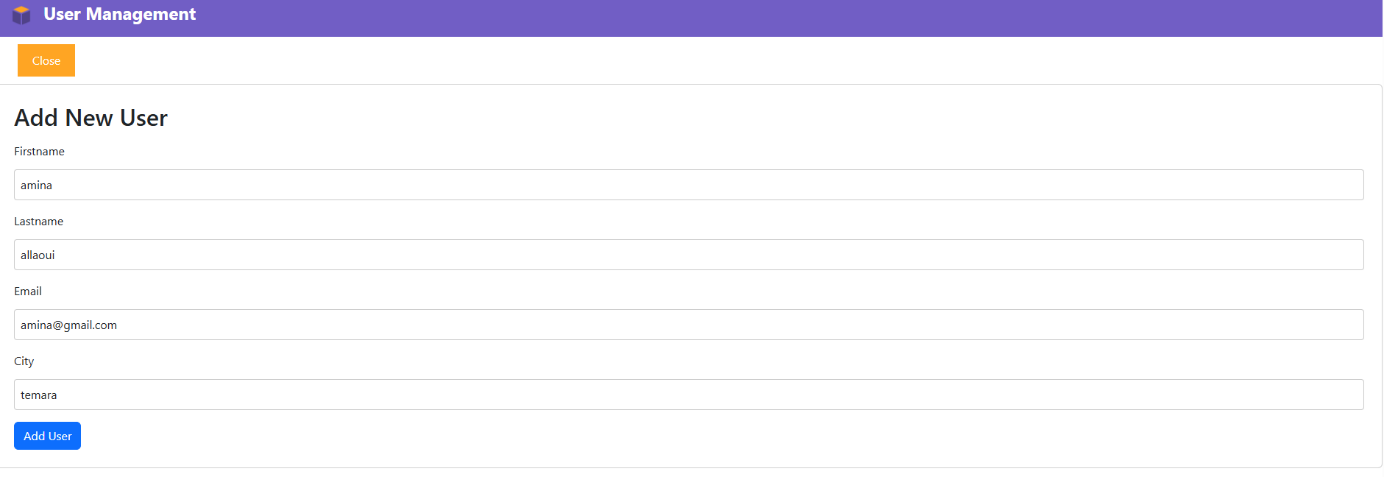 User Management
Close
Add New User
Firstname
amina
Lastname
allaoui
Email
amina@gmail.com
City
temara
Add User